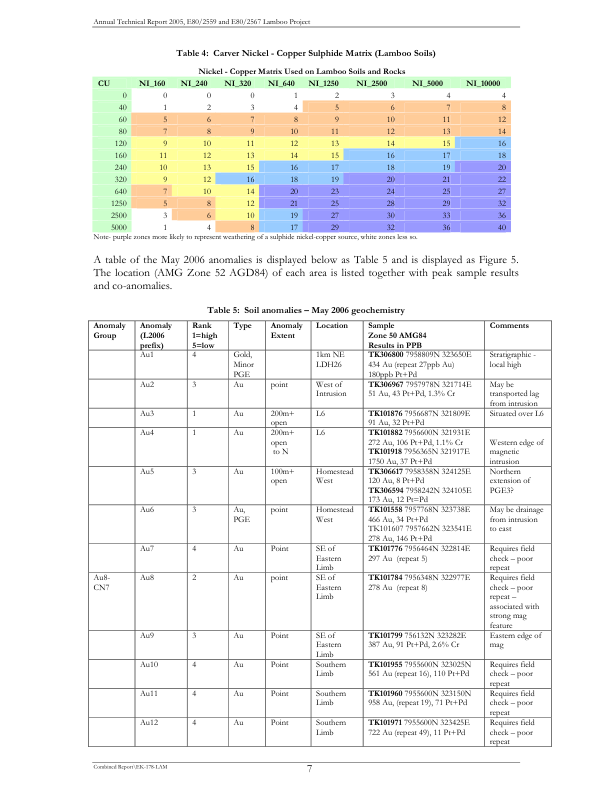 Annual Technical Report 2005, E80/2559 and E80/2567 Lamboo Project
Table 4: Carver Nickel - Copper Sulphide Matrix (Lamboo Soils)
Nickel - Copper Matrix Used on Lamboo Soils and Rocks
CU NI_160 NI_240 NI_320 NI_640 NI_1250 NI_2500 NI_5000 NI_10000
0 0 0 0 1 2 3 4 4
40 1 2 3 4 5 6 7 8
60 5 6 7 8 9 10 11 12
80 7 8 9 10 11 12 13 14
120 9 10 11 12 13 14 15 16
160 11 12 13 14 15 16 17 18
240 10 13 15 16 17 18 19 20
320 9 12 16 18 19 20 21 22
640 7 10 14 20 23 24 25 27
1250 5 8 12 21 25 28 29 32
2500 3 6 10 19 27 30 33 36
5000 1 4 8 17 29 32 36 40
Note- purple zones more likely to represent weathering of a sulphide nickel-copper source, white zones less so.
A table of the May 2006 anomalies is displayed below as Table 5 and is displayed as Figure 5.
The location (AMG Zone 52 AGD84) of each area is listed together with peak sample results
and co-anomalies.
Table 5: Soil anomalies – May 2006 geochemistry
Anomaly Anomaly Rank Type Anomaly Location Sample Comments
Group (L2006 1=high Extent Zone 50 AMG84
prefix) 5=low Results in PPB
Au1 4 Gold, 1km NE TK306800 7958809N 323650E Stratigraphic -
Minor LDH26 434 Au (repeat 27ppb Au) local high
PGE 180ppb Pt+Pd
Au2 3 Au point West of TK306967 7957978N 321714E May be
Intrusion 51 Au, 43 Pt+Pd, 1.3% Cr transported lag
from intrusion
Au3 1 Au 200m+ L6 TK101876 7956687N 321809E Situated over L6
open 91 Au, 32 Pt+Pd
Au4 1 Au 200m+ L6 TK101882 7956600N 321931E
open 272 Au, 106 Pt+Pd, 1.1% Cr Western edge of
to N TK101918 7956365N 321917E magnetic
1750 Au, 37 Pt+Pd intrusion
Au5 3 Au 100m+ Homestead TK306617 7958358N 324125E Northern
open West 120 Au, 8 Pt+Pd extension of
TK306594 7958242N 324105E PGE3?
173 Au, 12 Pt=Pd
Au6 3 Au, point Homestead TK101558 7957768N 323738E May be drainage
PGE West 466 Au, 34 Pt+Pd from intrusion
TK101607 7957662N 323541E to east
278 Au, 146 Pt+Pd
Au7 4 Au Point SE of TK101776 7956464N 322814E Requires field
Eastern 297 Au (repeat 5) check – poor
Limb repeat
Au8- Au8 2 Au point SE of TK101784 7956348N 322977E Requires field
CN7 Eastern 278 Au (repeat 8) check – poor
Limb repeat –
associated with
strong mag
feature
Au9 3 Au Point SE of TK101799 756132N 323282E Eastern edge of
Eastern 387 Au, 91 Pt+Pd, 2.6% Cr mag
Limb
Au10 4 Au Point Southern TK101955 7955600N 323025N Requires field
Limb 561 Au (repeat 16), 110 Pt+Pd check – poor
repeat
Au11 4 Au Point Southern TK101960 7955600N 323150N Requires field
Limb 958 Au, (repeat 19), 71 Pt+Pd check – poor
repeat
Au12 4 Au Point Southern TK101971 7955600N 323425E Requires field
Limb 722 Au (repeat 49), 11 Pt+Pd check – poor
repeat
Combined Report\EK-178-LAM
7